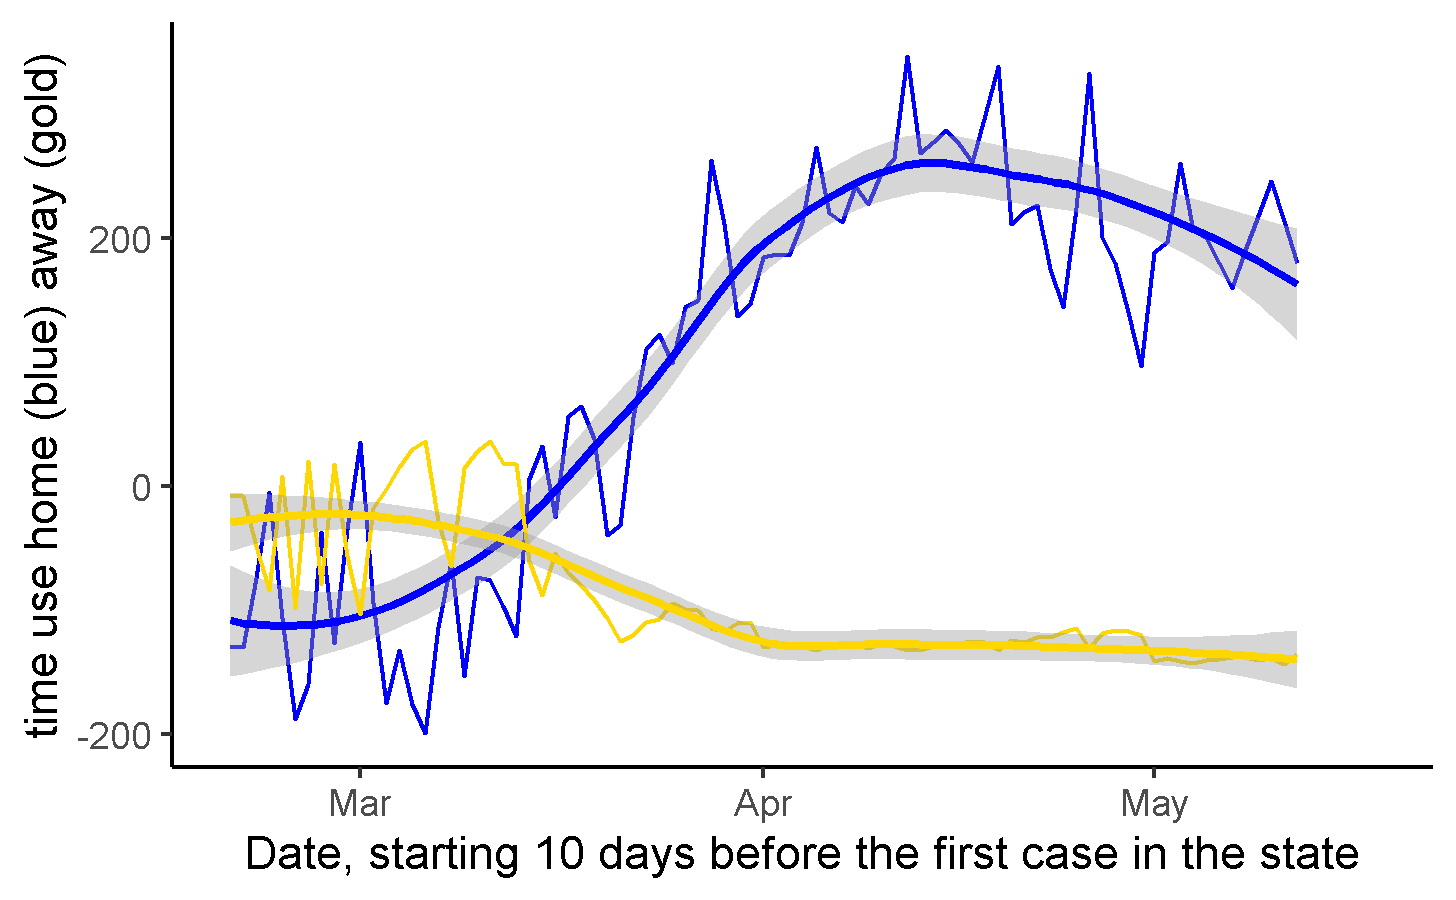 time use home (blue) away (gold)
200
0
-200
Mar
Apr
May
Date, starting 10 days before the first case in the state